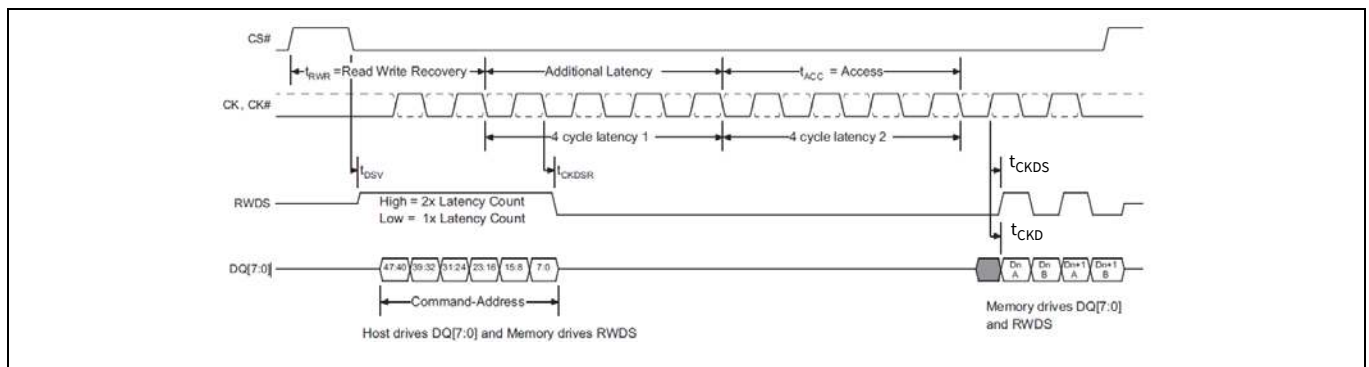 CS#
tRWR =Read Write Recovery
Additional Latency
tACC = Access
CK, CK#
4 cycle latency 1
4 cycle latency 2
tDSV
tCKDSR
tCKDS
RWDS
High = 2x Latency Count
Low = 1x Latency Count
tCKD
DQ[7:0]
47:40 39:32 31:24 23:16 15:8 7:0
Dn A
Dn B
Dn+1 A
Dn+1 B
Command-Address
Host drives DQ[7:0] and Memory drives RWDS
Memory drives DQ[7:0]
and RWDS